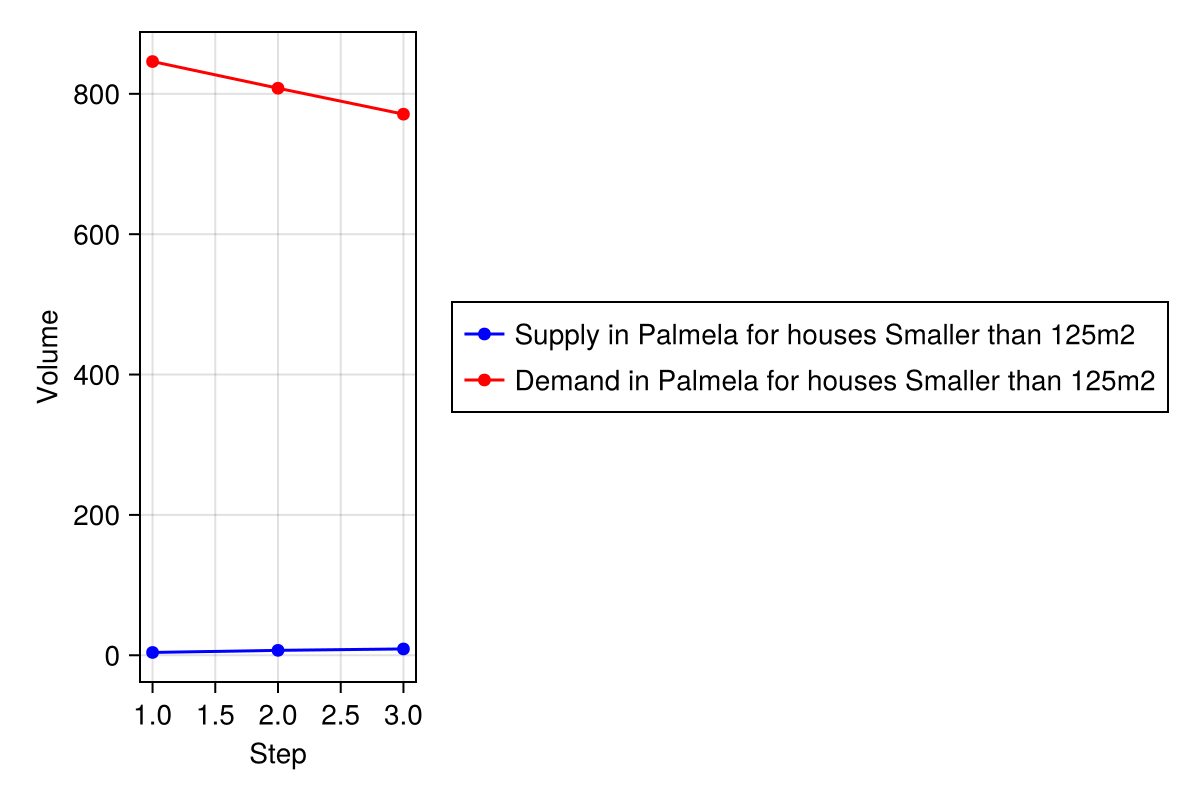 800
600
400
200
0
Volume
1.0 1.5 2.0 2.5 3.0
Step
Supply in Palmela for houses Smaller than 125m2
Demand in Palmela for houses Smaller than 125m2